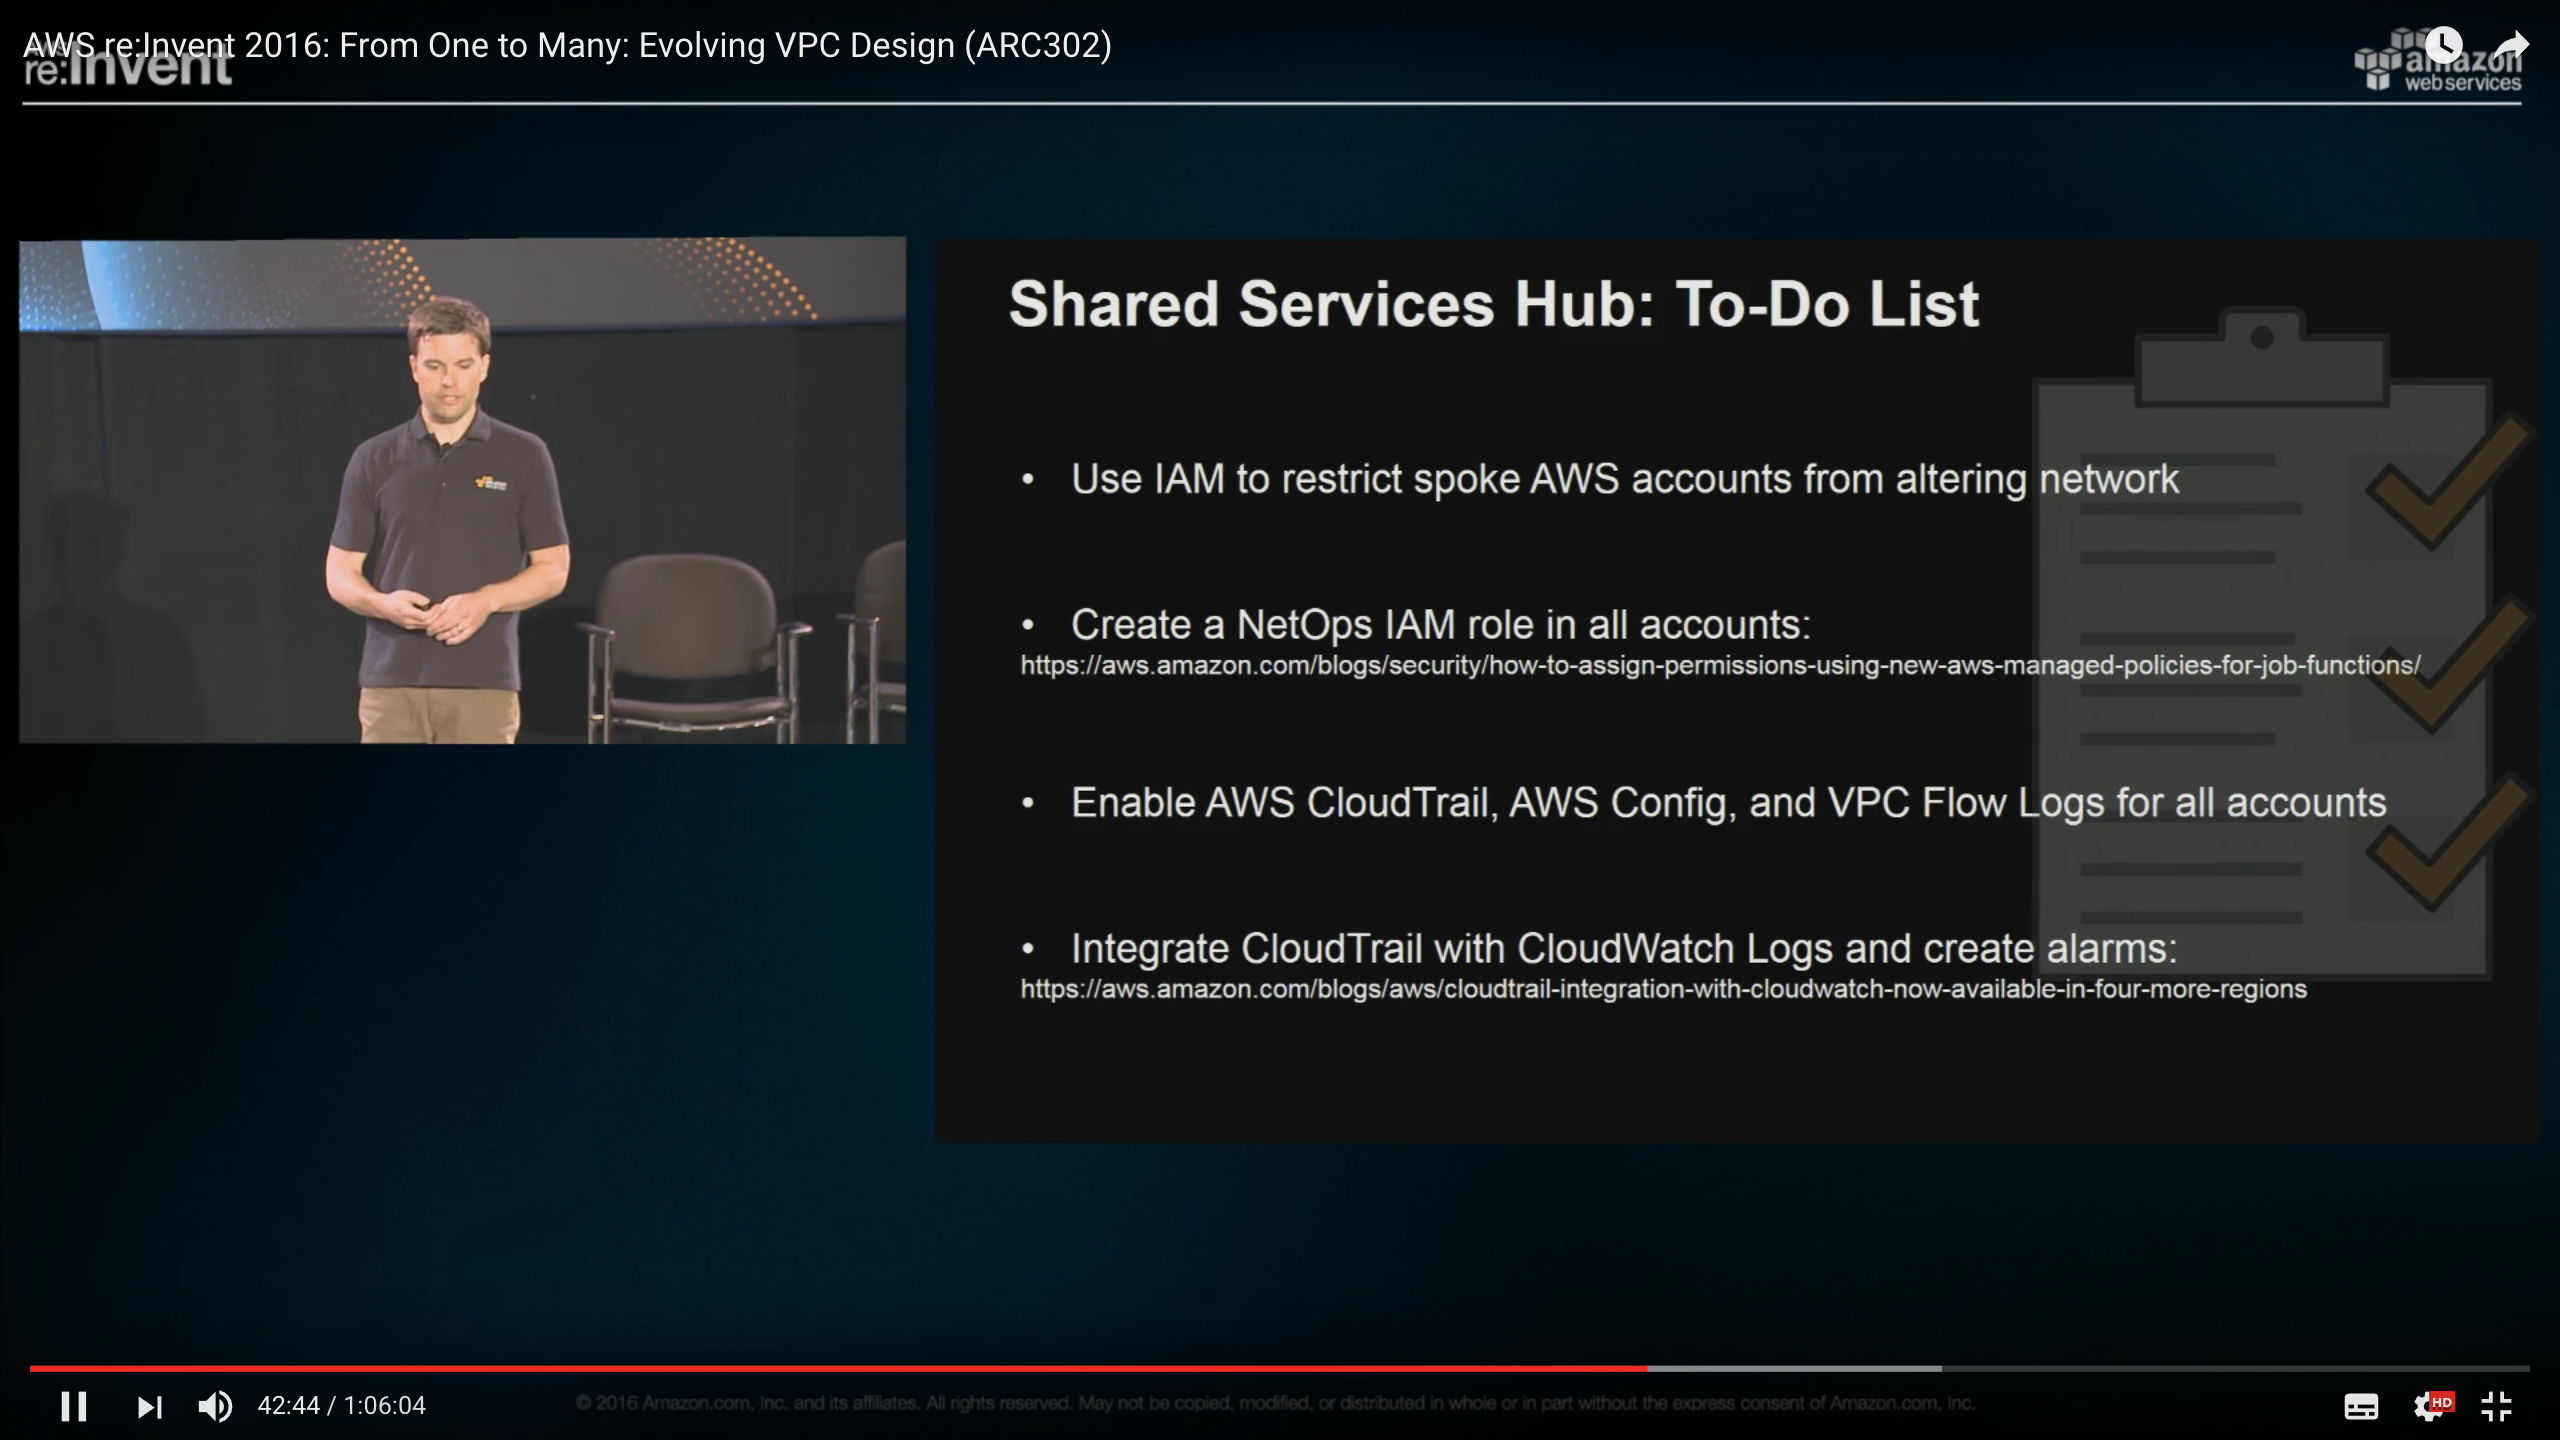 AWS re:Invent 2016: From One to Many: Evolving VPC Design (ARC302)
re:Invent
amazon
web services
Shared Services Hub: To-Do List
• Use IAM to restrict spoke AWS accounts from altering network
• Create a NetOps IAM role in all accounts:
https://aws.amazon.com/blogs/security/how-to-assign-permissions-using-new-aws-managed-policies-for-job-functions/
• Enable AWS CloudTrail, AWS Config, and VPC Flow Logs for all accounts
• Integrate CloudTrail with CloudWatch Logs and create alarms:
https://aws.amazon.com/blogs/aws/cloudtrail-integration-with-cloudwatch-now-available-in-four-more-regions
42:44 / 1:06:04
© 2016 Amazon.com, Inc. and its affiliates. All rights reserved. May not be copied, modified, or distributed in whole or in part without the express consent of Amazon.com, Inc.
HD